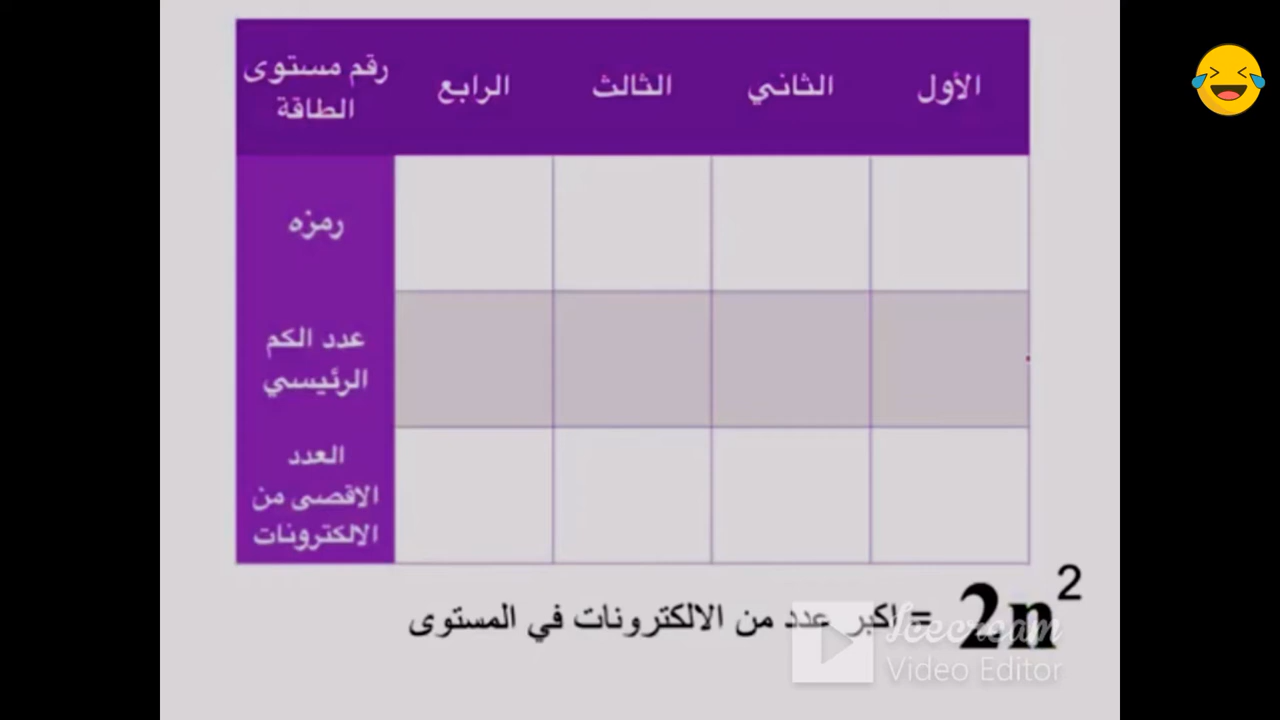 رقم مستوى
الطاقة
الرابع
الثالث
الثاني
الأول
رمزه
عدد الكم
الرئيسي
العدد
الاقصى من
الالكترونات
2n² = اكبر عدد من الالكترونات في المستوى
Icecream
Video Editor